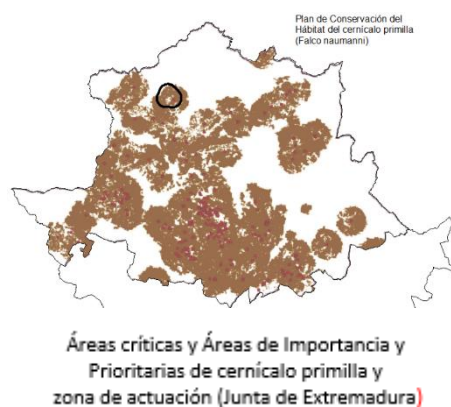 Plan de Conservación del
Hábitat del cernícalo primilla
(Falco naumanni)
Áreas críticas y Áreas de Importancia y
Prioritarias de cernícalo primilla y
zona de actuación (Junta de Extremadura)